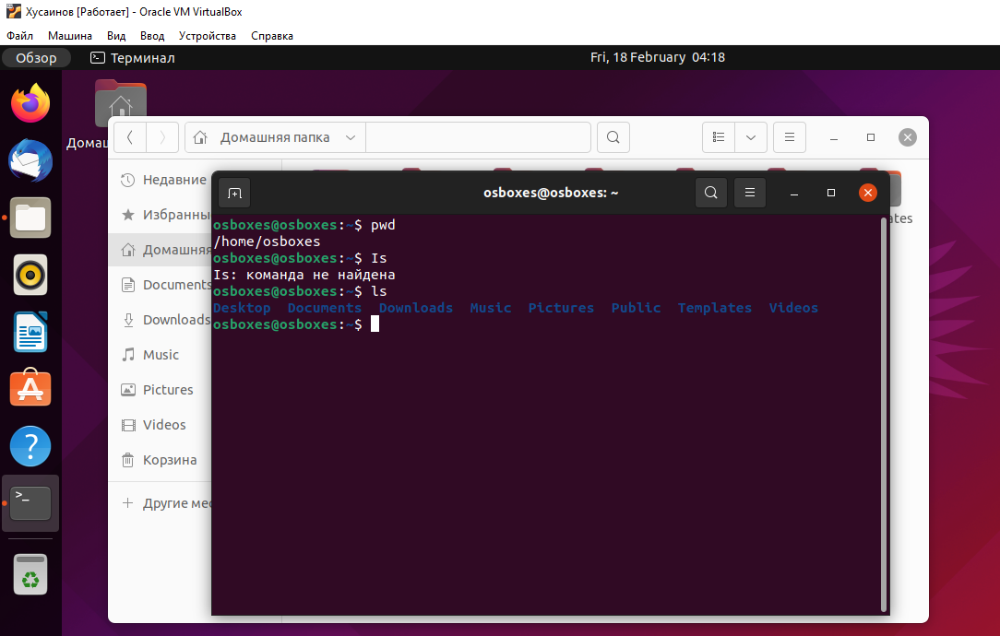 Хусаинов [Работает] - Oracle VM VirtualBox
Файл Машина Вид Ввод Устройства Справка
Обзор Терминал Fri, 18 February 04:18
Домаш
Домашняя папка
Недавние
Избранны
Домашняя
Documents
Downloads
Music
Pictures
Videos
Корзина
Другие мес
ates
osboxes@osboxes: ~
osboxes@osboxes:~$ pwd
/home/osboxes
osboxes@osboxes:~$ Is
Is: команда не найдена
osboxes@osboxes:~$ ls
Desktop Documents Downloads Music Pictures Public Templates Videos
osboxes@osboxes:~$